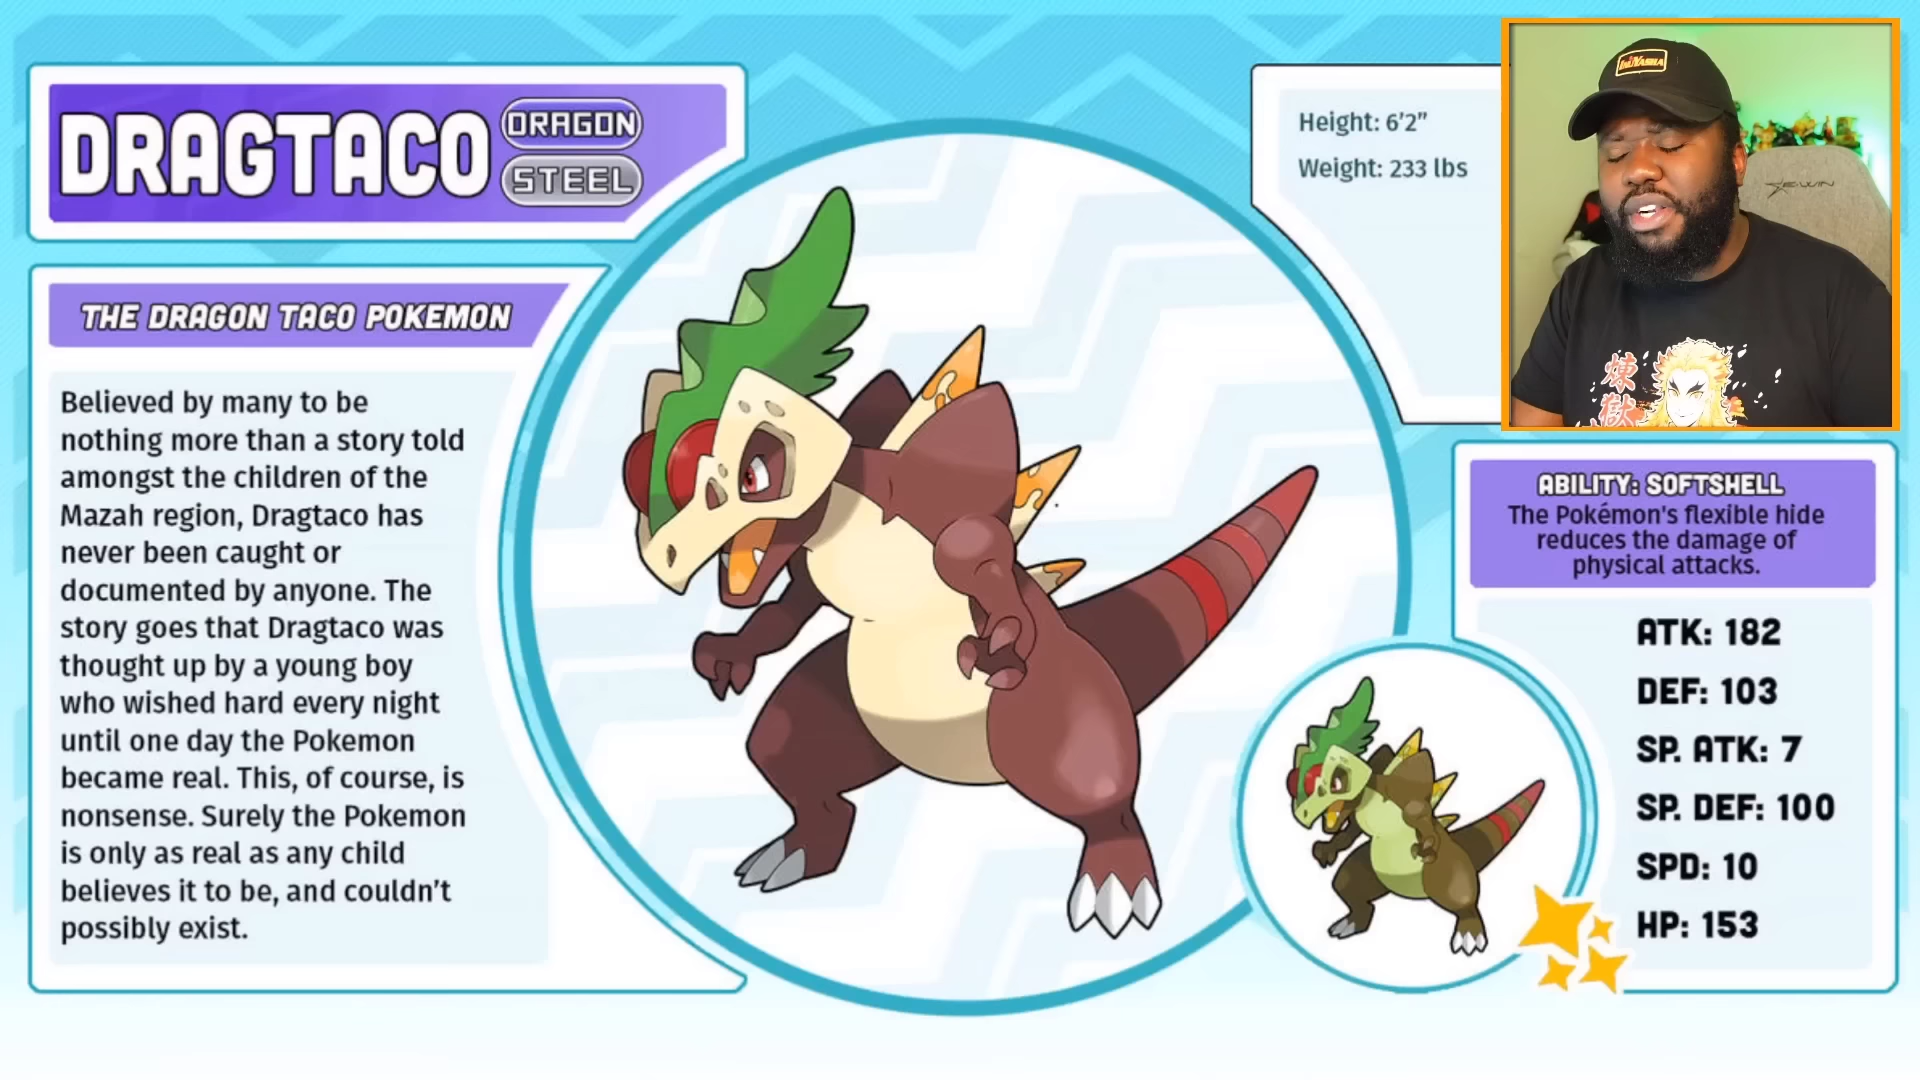 DRAGTACO
DRAGON
STEEL
THE DRAGON TACO POKEMON
Believed by many to be
nothing more than a story told
amongst the children of the
Mazah region, Dragtaco has
never been caught or
documented by anyone. The
story goes that Dragtaco was
thought up by a young boy
who wished hard every night
until one day the Pokemon
became real. This, of course, is
nonsense. Surely the Pokemon
is only as real as any child
believes it to be, and couldn't
possibly exist.
Height: 6'2"
Weight: 233 lbs
INUYASHA
E-WIN
煉
獄
ABILITY: SOFTSHELL
The Pokémon's flexible hide
reduces the damage of
physical attacks.
ATK: 182
DEF: 103
SP. ATK: 7
SP. DEF: 100
SPD: 10
HP: 153